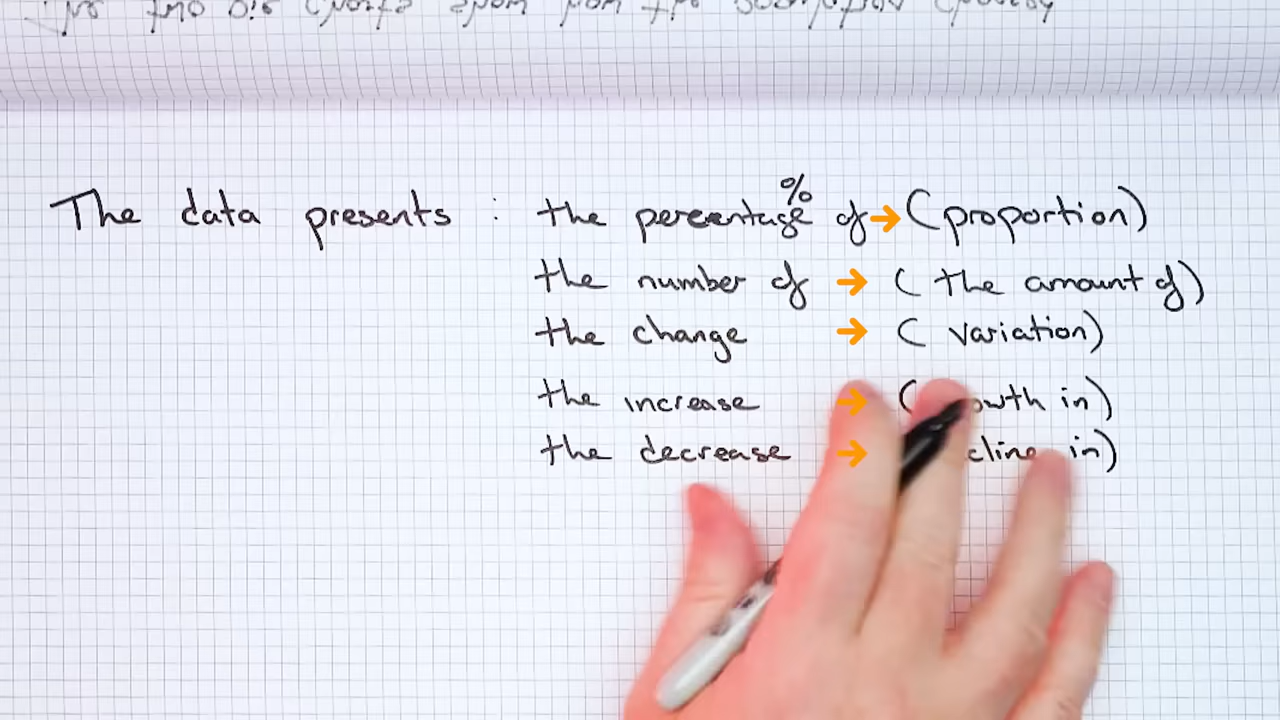 The data presents : the percentage % of → (proportion)
the number of → ( the amount of)
the change → ( variation)
the increase → ( in)
the decrease → in)